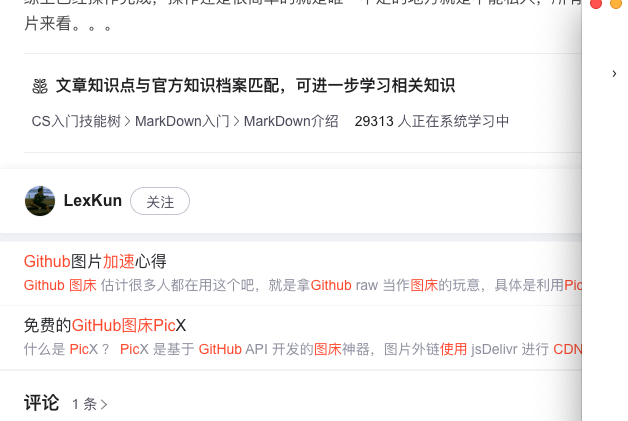 片来看。。。
文章知识点与官方知识档案匹配，可进一步学习相关知识
CS入门技能树 > MarkDown入门 > MarkDown介绍 29313 人正在系统学习中
LexKun 关注
Github图片加速心得
Github 图床 估计很多人都在用这个吧，就是拿Github raw 当作图床的玩意，具体是利用Pic
免费的GitHub图床PicX
什么是 PicX ？ PicX 是基于 GitHub API 开发的图床神器，图片外链使用 jsDelivr 进行 CDN
评论 1 条 >